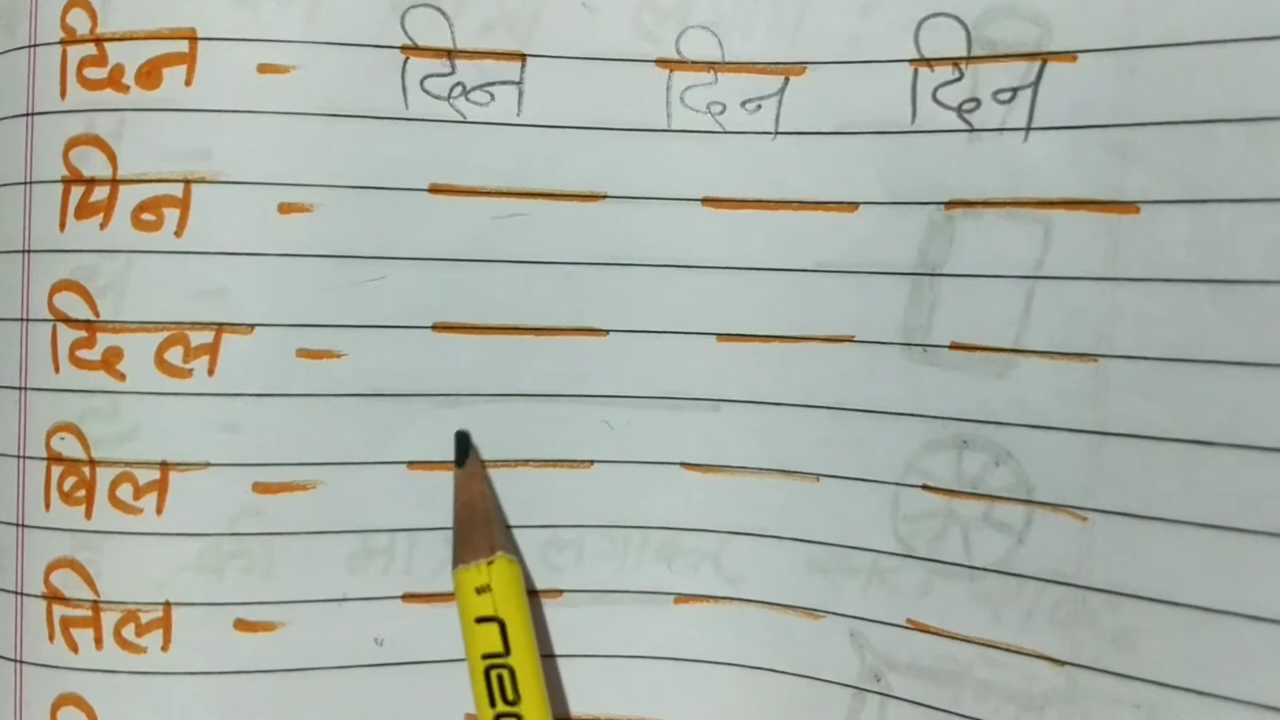 दिन - दिन दिन दिन
पिन -
दिल -
बिल -
तिल -